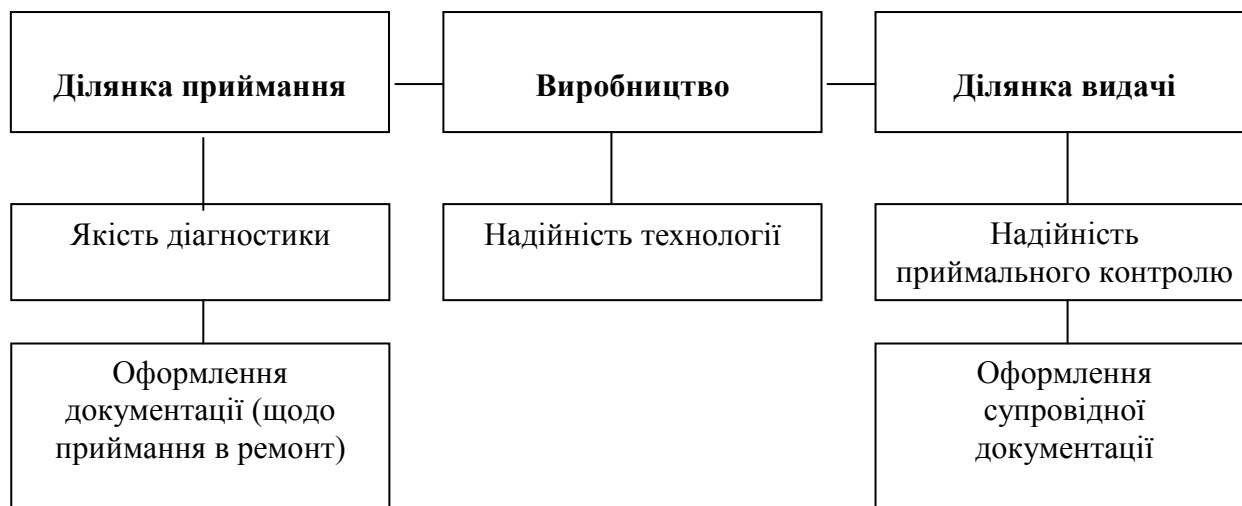 Ділянка приймання
Виробництво
Ділянка видачі
Якість діагностики
Надійність технології
Надійність
приймального контролю
Оформлення
документації (щодо
приймання в ремонт)
Оформлення
супровідної
документації